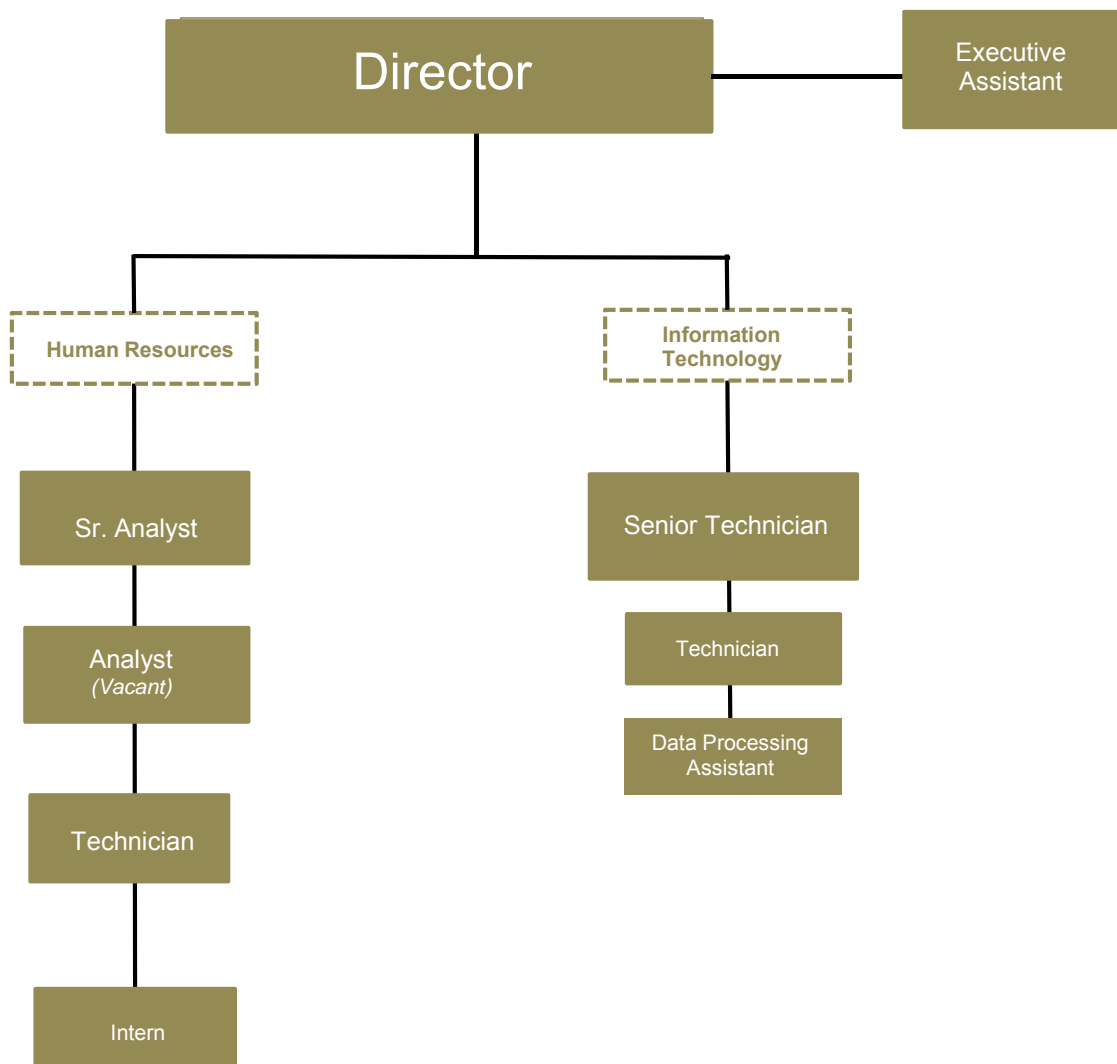 Director
Executive
Assistant
Human Resources
Information
Technology
Sr. Analyst
Senior Technician
Analyst
(Vacant)
Technician
Technician
Data Processing
Assistant
Intern